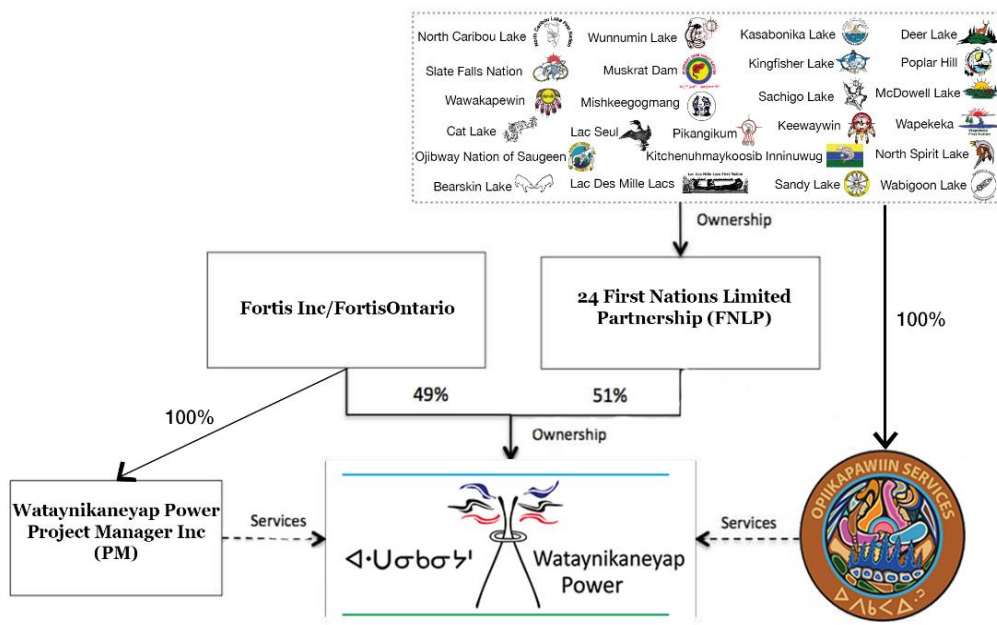 North Caribou Lake
Wunnumin Lake
Kasabonika Lake
Deer Lake
Slate Falls Nation
Muskrat Dam
Kingfisher Lake
Poplar Hill
Wawakapewin
Mishkeegogmang
Sachigo Lake
McDowell Lake
Cat Lake
Lac Seul
Pikangikum
Keewaywin
Wapekeka
Ojibway Nation of Saugeen
Kitchenuhmaykoosib Inninuwug
North Spirit Lake
Bearskin Lake
Lac Des Mille Lacs
Sandy Lake
Wabigoon Lake
Ownership
Fortis Inc/FortisOntario
24 First Nations Limited
Partnership (FNLP)
100%
49%
51%
100%
Ownership
Wataynikaneyap Power
Project Manager Inc
(PM)
Services
ᐊᐧᑌᓂᑲᓂᔭᑊ
Wataynikaneyap
Power
Services
OPIIKAPAWIIN SERVICES